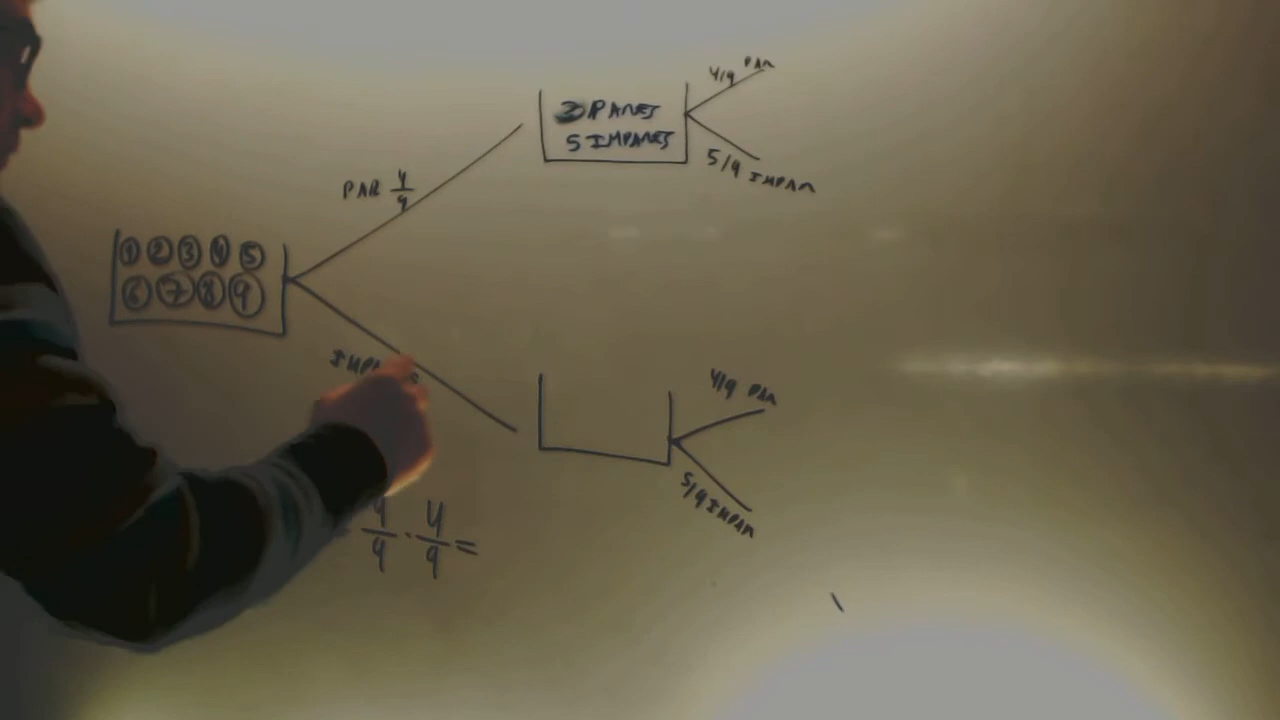 4/9 PAR
3 PARES
5 IMPARES
5/9 IMPAR
PAR 4/9
1 2 3 4 5
6 7 8 9
4/9 PAR
5/9 IMPAR
4/9 · 4/9 =